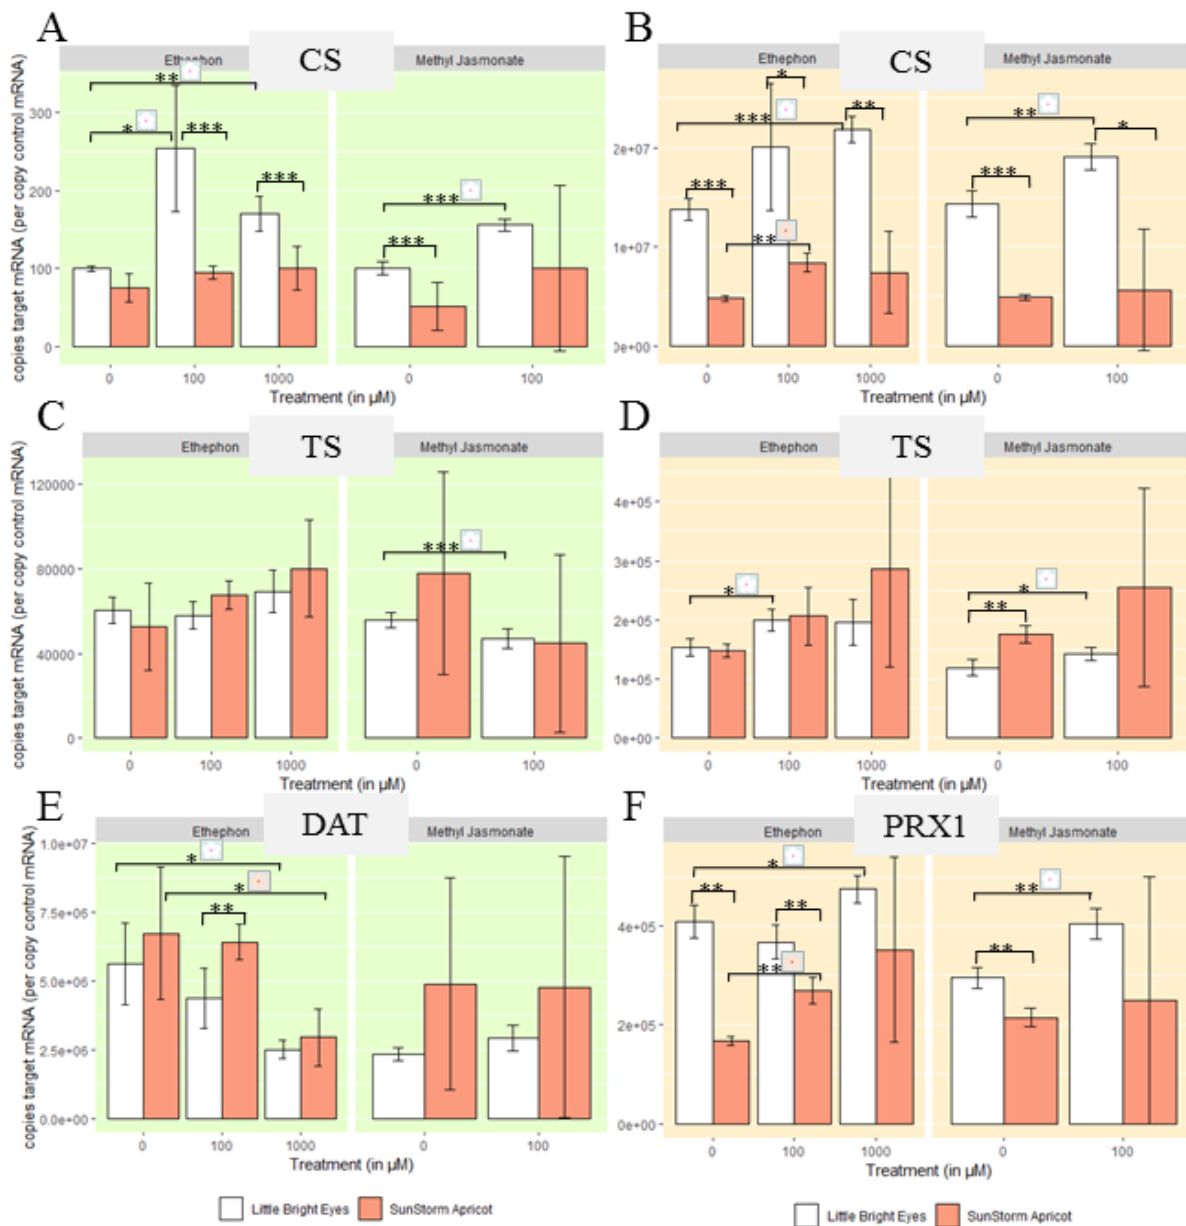 A
CS
Ethephon
Methyl Jasmonate
copies target mRNA (per copy control mRNA)
300
200
100
0
**
*
***
***
***
***
0
100
1000
0
100
Treatment (in µM)
B
CS
Ethephon
Methyl Jasmonate
2e+07
1e+07
0e+00
*
***
**
***
**
**
***
*
0
100
1000
0
100
Treatment (in µM)
C
TS
Ethephon
Methyl Jasmonate
copies target mRNA (per copy control mRNA)
120000
80000
40000
0
***
0
100
1000
0
100
Treatment (in µM)
D
TS
Ethephon
Methyl Jasmonate
4e+05
3e+05
2e+05
1e+05
0e+00
*
*
**
0
100
1000
0
100
Treatment (in µM)
E
DAT
Ethephon
Methyl Jasmonate
copies target mRNA (per copy control mRNA)
1.0e+07
7.5e+06
5.0e+06
2.5e+06
0.0e+00
*
*
**
0
100
1000
0
100
Treatment (in µM)
F
PRX1
Ethephon
Methyl Jasmonate
4e+05
2e+05
0e+00
*
**
**
**
**
**
0
100
1000
0
100
Treatment (in µM)
Little Bright Eyes
SunStorm Apricot
Little Bright Eyes
SunStorm Apricot